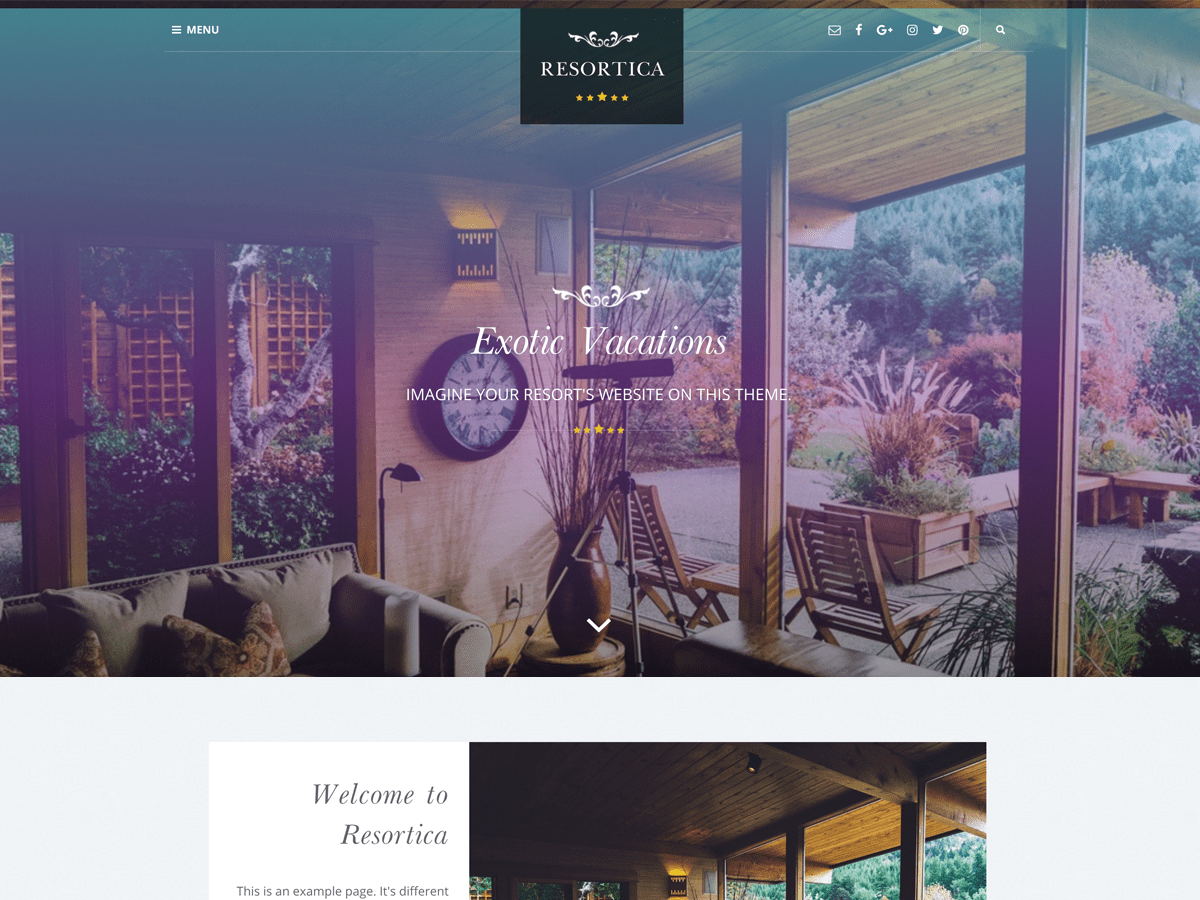 MENU
RESORTICA
Exotic Vacations
IMAGINE YOUR RESORT'S WEBSITE ON THIS THEME.
Welcome to
Resortica
This is an example page. It's different